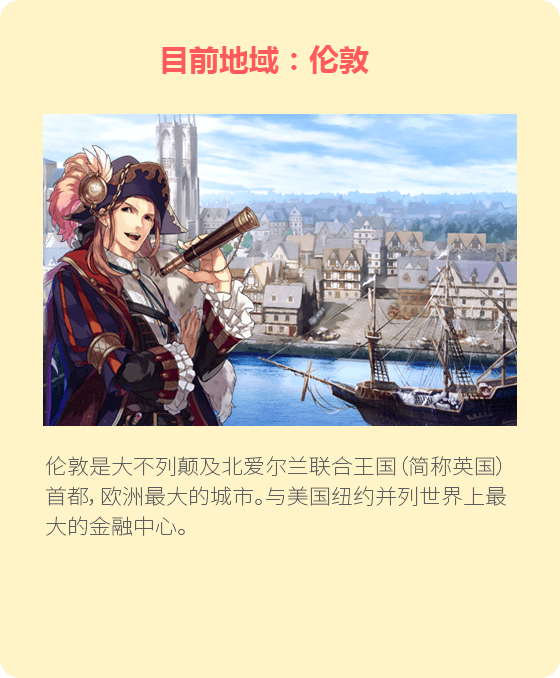 目前地域：伦敦
伦敦是大不列颠及北爱尔兰联合王国（简称英国）
首都，欧洲最大的城市。与美国纽约并列世界上最
大的金融中心。